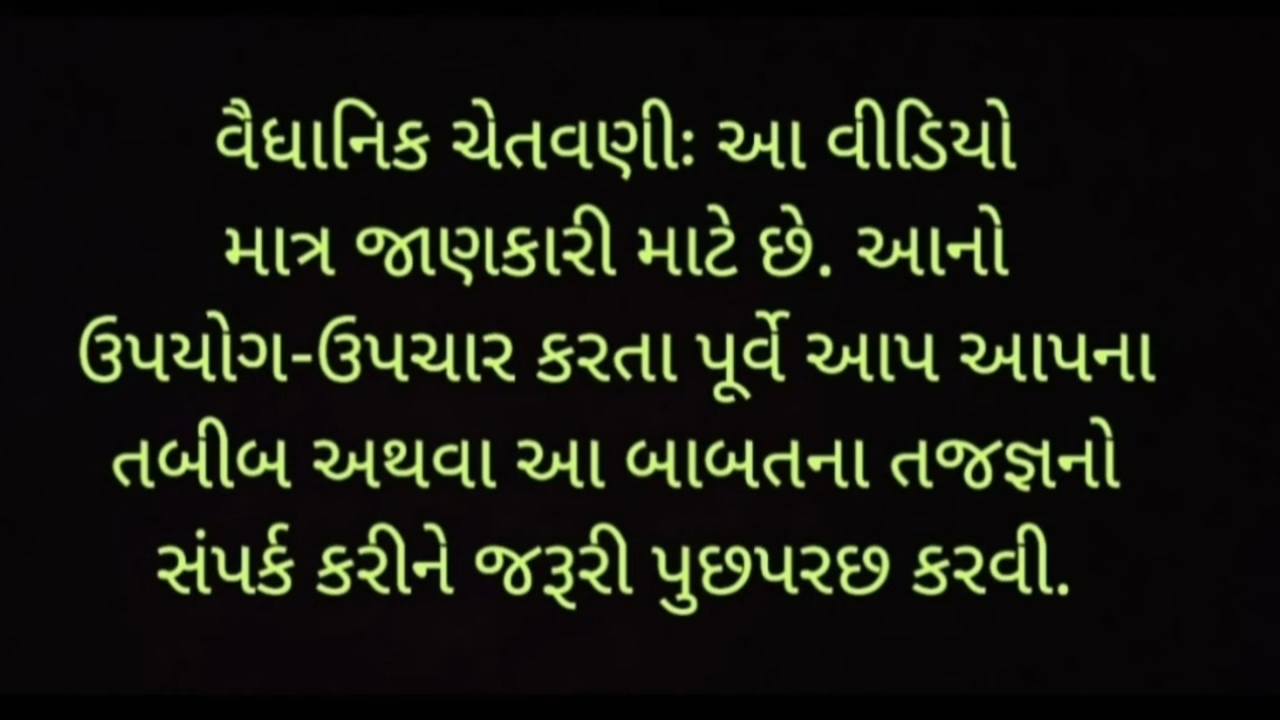 વૈધાનિક ચેતવણીઃ આ વીડિયો
માત્ર જાણકારી માટે છે. આનો
ઉપયોગ-ઉપચાર કરતા પૂર્વે આપ આપના
તબીબ અથવા આ બાબતના તજજ્ઞનો
સંપર્ક કરીને જરૂરી પુછપરછ કરવી.